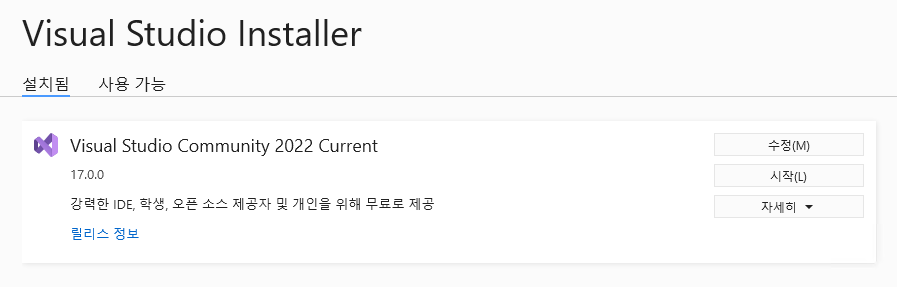 Visual Studio Installer
설치됨 사용 가능
Visual Studio Community 2022 Current
17.0.0
강력한 IDE, 학생, 오픈 소스 제공자 및 개인을 위해 무료로 제공
릴리스 정보
수정(M)
시작(L)
자세히